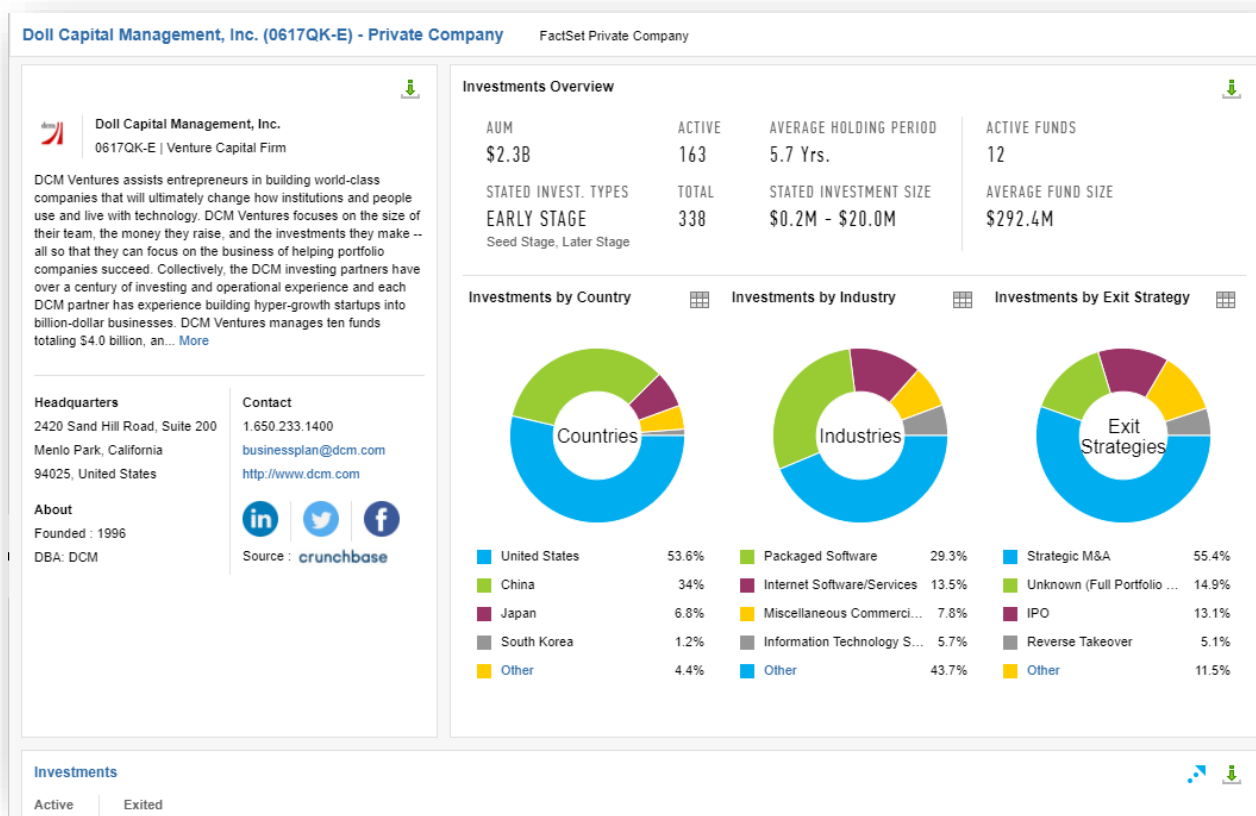 Doll Capital Management, Inc. (0617QK-E) - Private Company FactSet Private Company
dcm
Doll Capital Management, Inc.
0617QK-E | Venture Capital Firm
DCM Ventures assists entrepreneurs in building world-class
companies that will ultimately change how institutions and people
use and live with technology. DCM Ventures focuses on the size of
their team, the money they raise, and the investments they make --
all so that they can focus on the business of helping portfolio
companies succeed. Collectively, the DCM investing partners have
over a century of investing and operational experience and each
DCM partner has experience building hyper-growth startups into
billion-dollar businesses. DCM Ventures manages ten funds
totaling $4.0 billion, an... More
Headquarters
2420 Sand Hill Road, Suite 200
Menlo Park, California
94025, United States
About
Founded : 1996
DBA: DCM
Contact
1.650.233.1400
businessplan@dcm.com
http://www.dcm.com
in f
Source : crunchbase
Investments Overview
AUM ACTIVE AVERAGE HOLDING PERIOD ACTIVE FUNDS
$2.3B 163 5.7 Yrs. 12
STATED INVEST. TYPES TOTAL STATED INVESTMENT SIZE AVERAGE FUND SIZE
EARLY STAGE 338 $0.2M - $20.0M $292.4M
Seed Stage, Later Stage
Investments by Country
Countries
United States 53.6%
China 34%
Japan 6.8%
South Korea 1.2%
Other 4.4%
Investments by Industry
Industries
Packaged Software 29.3%
Internet Software/Services 13.5%
Miscellaneous Commerci... 7.8%
Information Technology S... 5.7%
Other 43.7%
Investments by Exit Strategy
Exit
Strategies
Strategic M&A 55.4%
Unknown (Full Portfolio ... 14.9%
IPO 13.1%
Reverse Takeover 5.1%
Other 11.5%
Investments
Active Exited